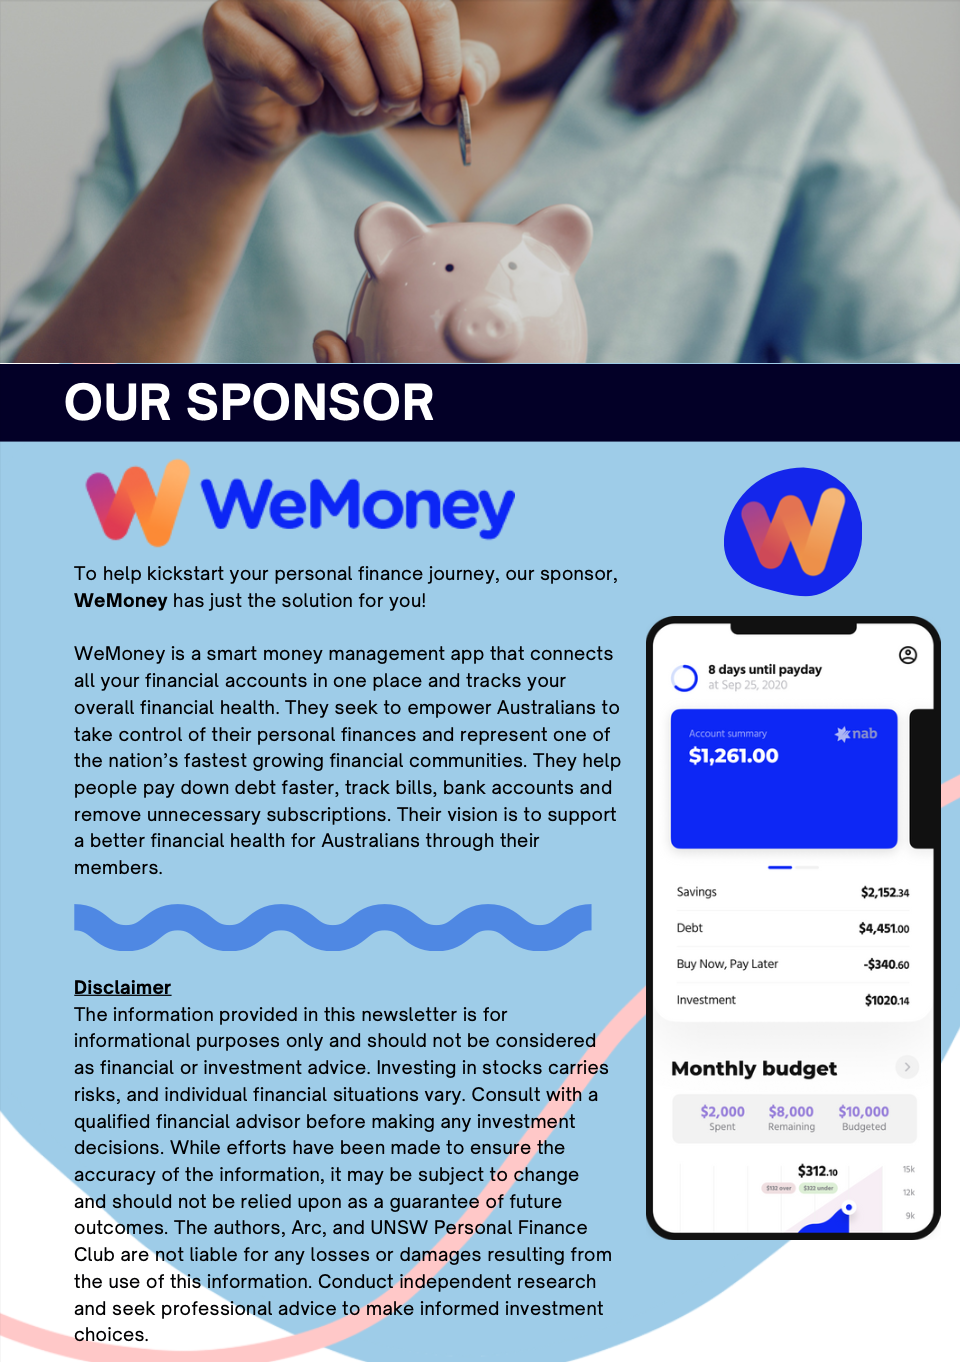 OUR SPONSOR
WeMoney
To help kickstart your personal finance journey, our sponsor,
WeMoney has just the solution for you!
WeMoney is a smart money management app that connects
all your financial accounts in one place and tracks your
overall financial health. They seek to empower Australians to
take control of their personal finances and represent one of
the nation’s fastest growing financial communities. They help
people pay down debt faster, track bills, bank accounts and
remove unnecessary subscriptions. Their vision is to support
a better financial health for Australians through their
members.
Disclaimer
The information provided in this newsletter is for
informational purposes only and should not be considered
as financial or investment advice. Investing in stocks carries
risks, and individual financial situations vary. Consult with a
qualified financial advisor before making any investment
decisions. While efforts have been made to ensure the
accuracy of the information, it may be subject to change
and should not be relied upon as a guarantee of future
outcomes. The authors, Arc, and UNSW Personal Finance
Club are not liable for any losses or damages resulting from
the use of this information. Conduct independent research
and seek professional advice to make informed investment
choices.
8 days until payday
at Sep 25, 2020
Account summary
nab
$1,261.00
Savings $2,152.34
Debt $4,451.00
Buy Now, Pay Later -$340.60
Investment $1020.14
Monthly budget
$2,000 $8,000 $10,000
Spent Remaining Budgeted
$312.10
15k
$132 over $322 under
12k
9k